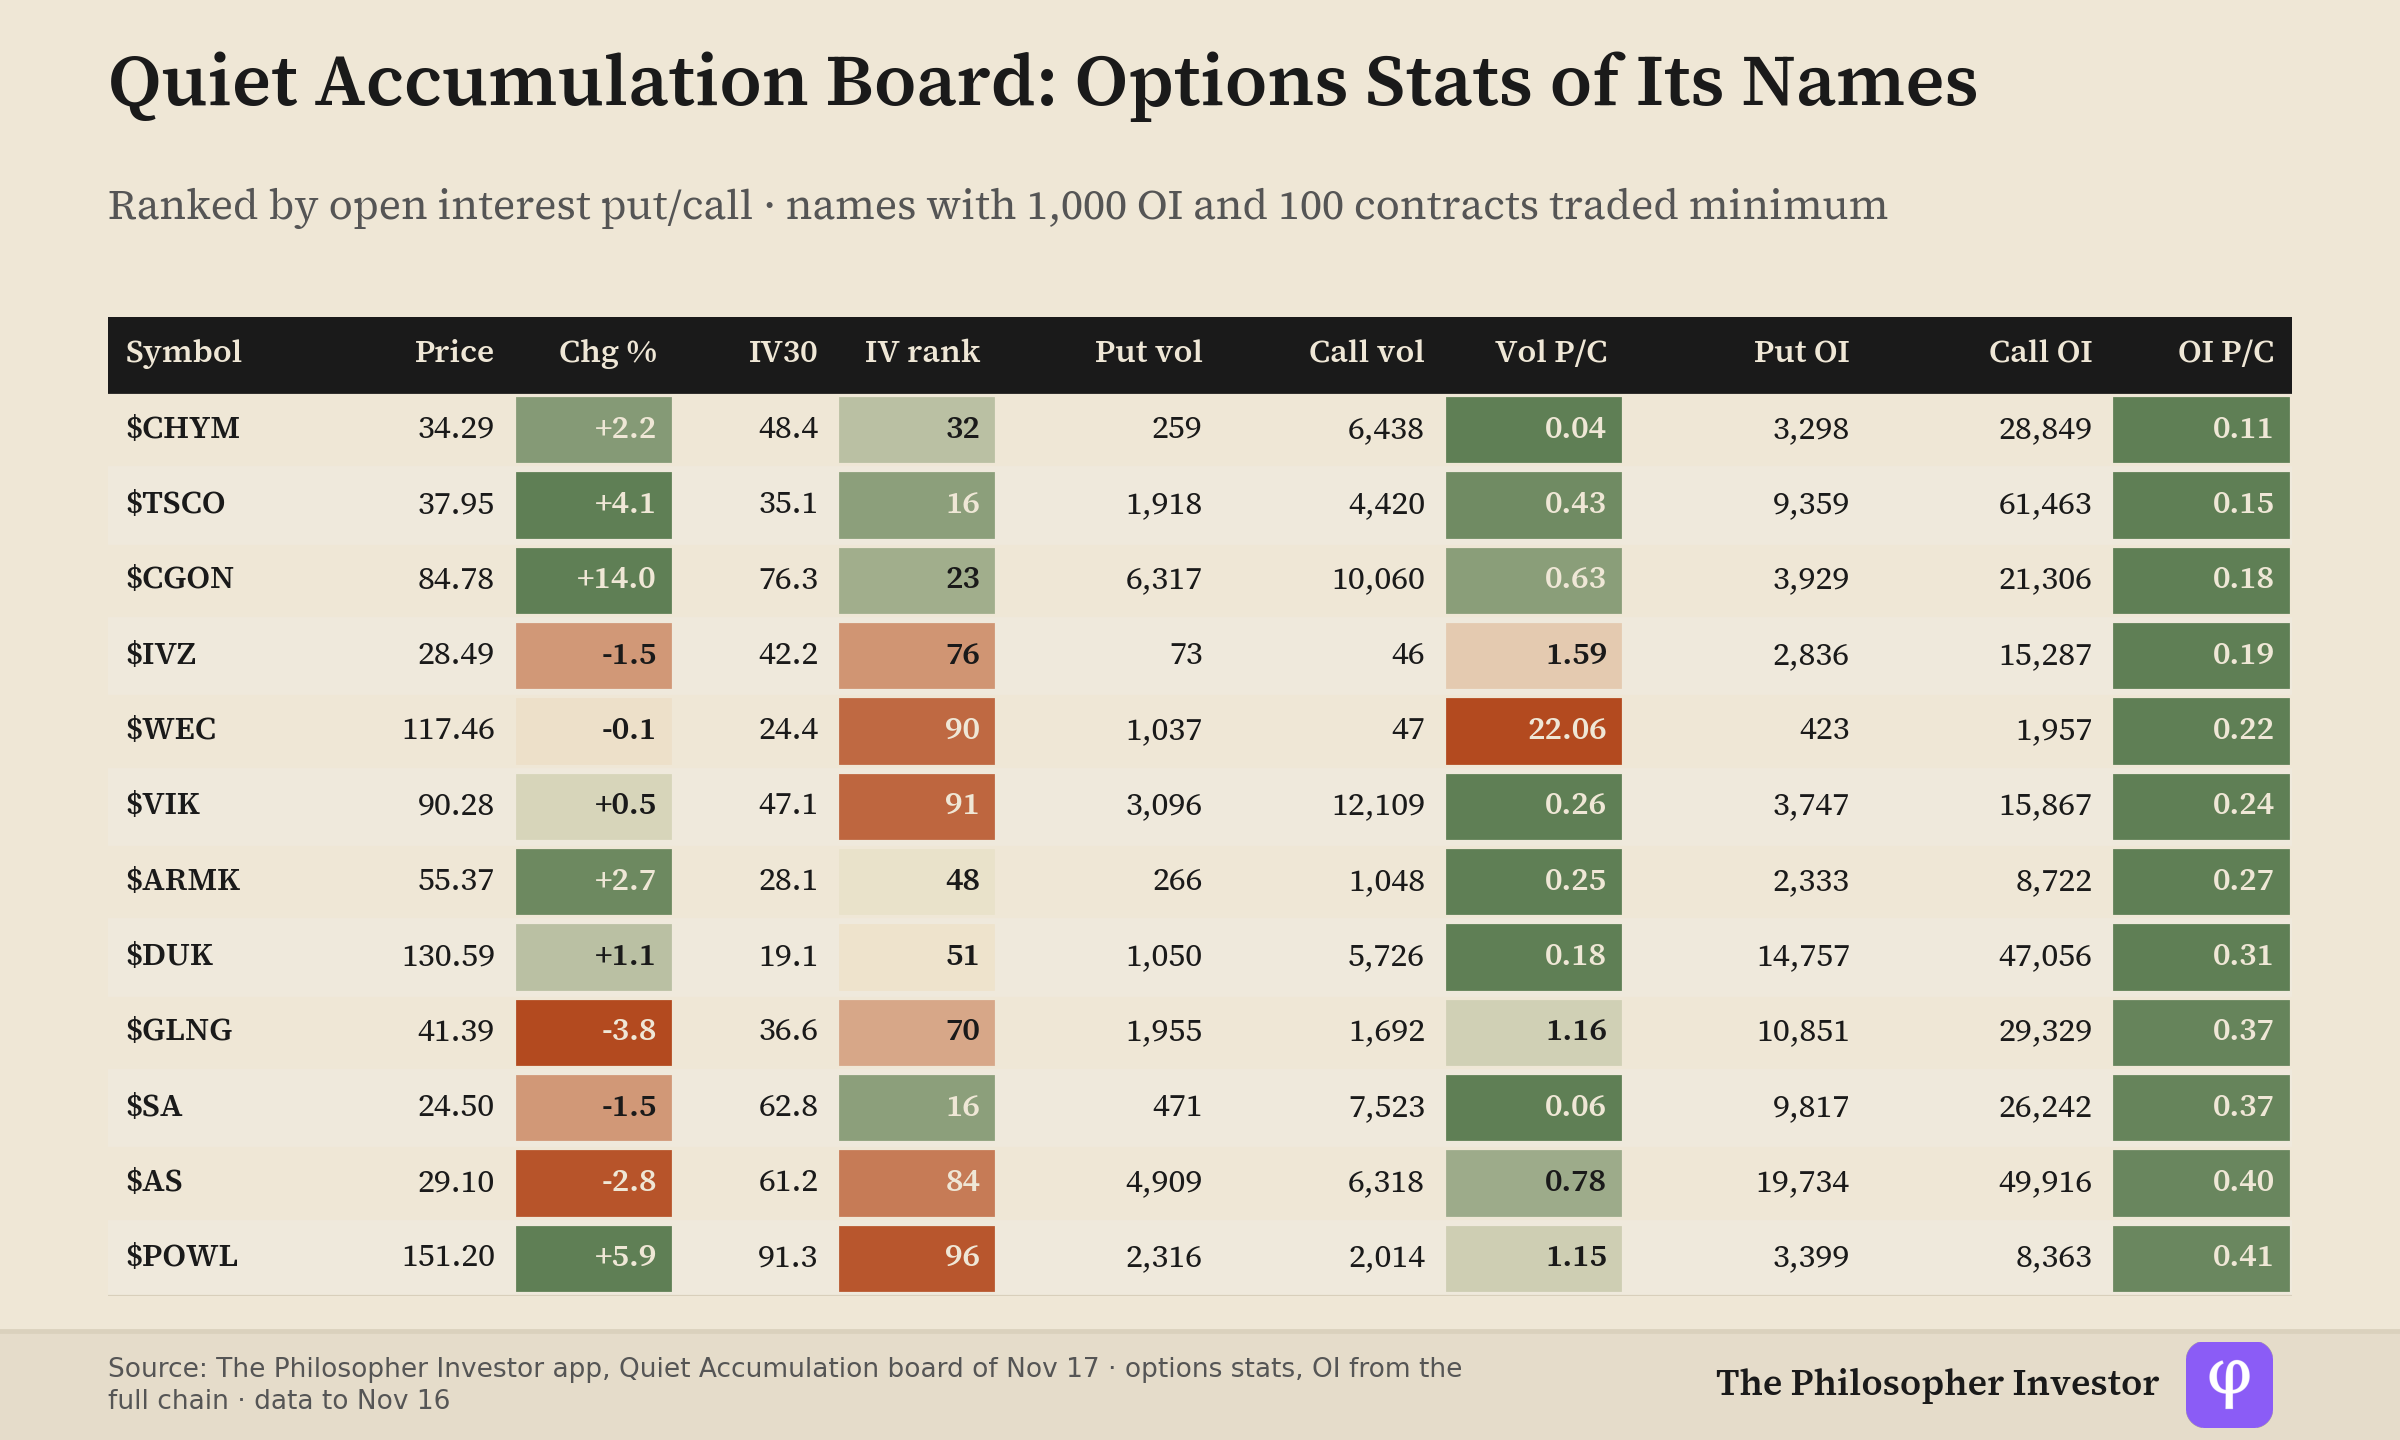 Quiet Accumulation Board: Options Stats of Its Names
Ranked by open interest put/call · names with 1,000 OI and 100 contracts traded minimum
Symbol Price Chg % IV30 IV rank Put vol Call vol Vol P/C Put OI Call OI OI P/C
$CHYM 34.29 +2.2 48.4 32 259 6,438 0.04 3,298 28,849 0.11
$TSCO 37.95 +4.1 35.1 16 1,918 4,420 0.43 9,359 61,463 0.15
$CGON 84.78 +14.0 76.3 23 6,317 10,060 0.63 3,929 21,306 0.18
$IVZ 28.49 -1.5 42.2 76 73 46 1.59 2,836 15,287 0.19
$WEC 117.46 -0.1 24.4 90 1,037 47 22.06 423 1,957 0.22
$VIK 90.28 +0.5 47.1 91 3,096 12,109 0.26 3,747 15,867 0.24
$ARMK 55.37 +2.7 28.1 48 266 1,048 0.25 2,333 8,722 0.27
$DUK 130.59 +1.1 19.1 51 1,050 5,726 0.18 14,757 47,056 0.31
$GLNG 41.39 -3.8 36.6 70 1,955 1,692 1.16 10,851 29,329 0.37
$SA 24.50 -1.5 62.8 16 471 7,523 0.06 9,817 26,242 0.37
$AS 29.10 -2.8 61.2 84 4,909 6,318 0.78 19,734 49,916 0.40
$POWL 151.20 +5.9 91.3 96 2,316 2,014 1.15 3,399 8,363 0.41
Source: The Philosopher Investor app, Quiet Accumulation board of Nov 17 · options stats, OI from the
full chain · data to Nov 16
The Philosopher Investor φ